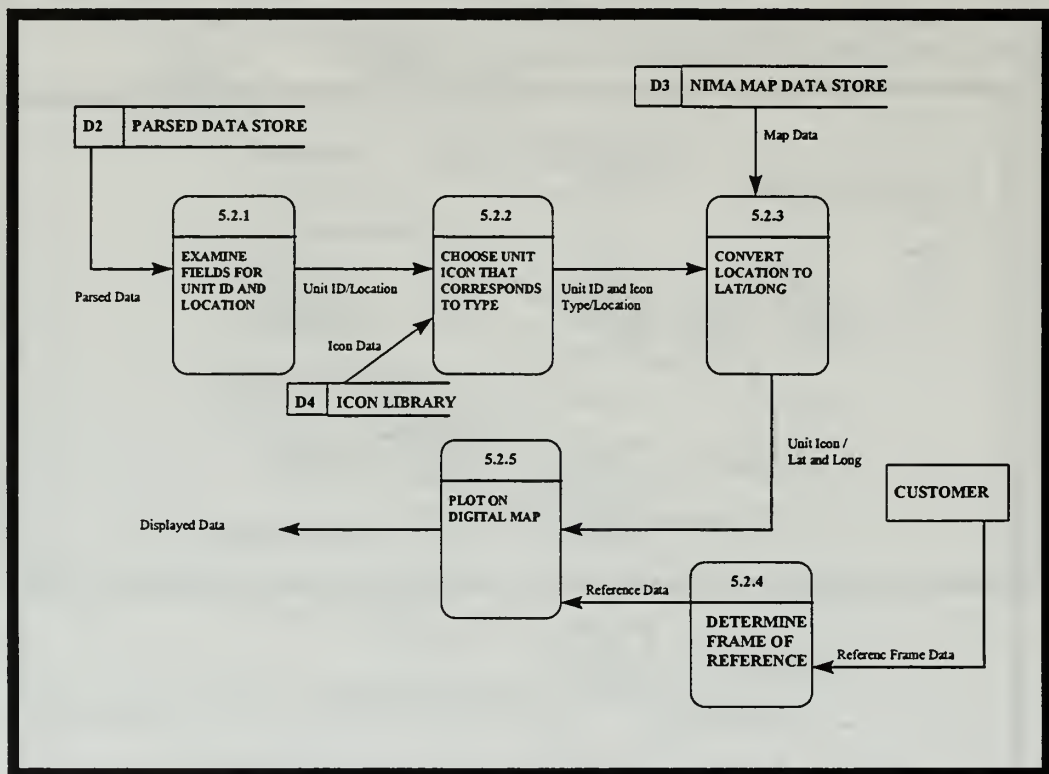 D3 NIMA MAP DATA STORE
D2 PARSED DATA STORE
Map Data
5.2.1
EXAMINE
FIELDS FOR
UNIT ID AND
LOCATION
5.2.2
CHOOSE UNIT
ICON THAT
CORRESPONDS
TO TYPE
5.2.3
CONVERT
LOCATION TO
LAT/LONG
Parsed Data
Unit ID/Location
Unit ID and Icon
Type/Location
Icon Data
D4 ICON LIBRARY
Unit Icon /
Lat and Long
5.2.5
PLOT ON
DIGITAL MAP
CUSTOMER
Displayed Data
Reference Data
5.2.4
DETERMINE
FRAME OF
REFERENCE
Referenc Frame Data